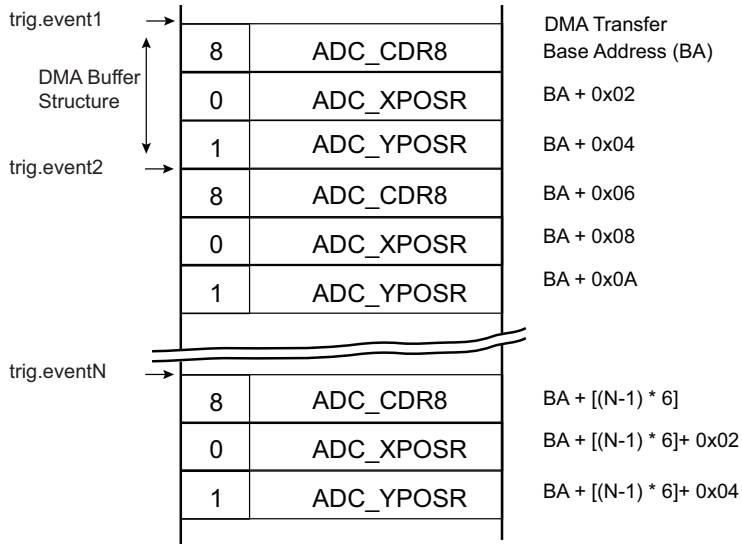 trig.event1
DMA Transfer
8 ADC_CDR8 Base Address (BA)
DMA Buffer
Structure
0 ADC_XPOSR BA + 0x02
1 ADC_YPOSR BA + 0x04
trig.event2
8 ADC_CDR8 BA + 0x06
0 ADC_XPOSR BA + 0x08
1 ADC_YPOSR BA + 0x0A
trig.eventN
8 ADC_CDR8 BA + [(N-1) * 6]
0 ADC_XPOSR BA + [(N-1) * 6]+ 0x02
1 ADC_YPOSR BA + [(N-1) * 6]+ 0x04